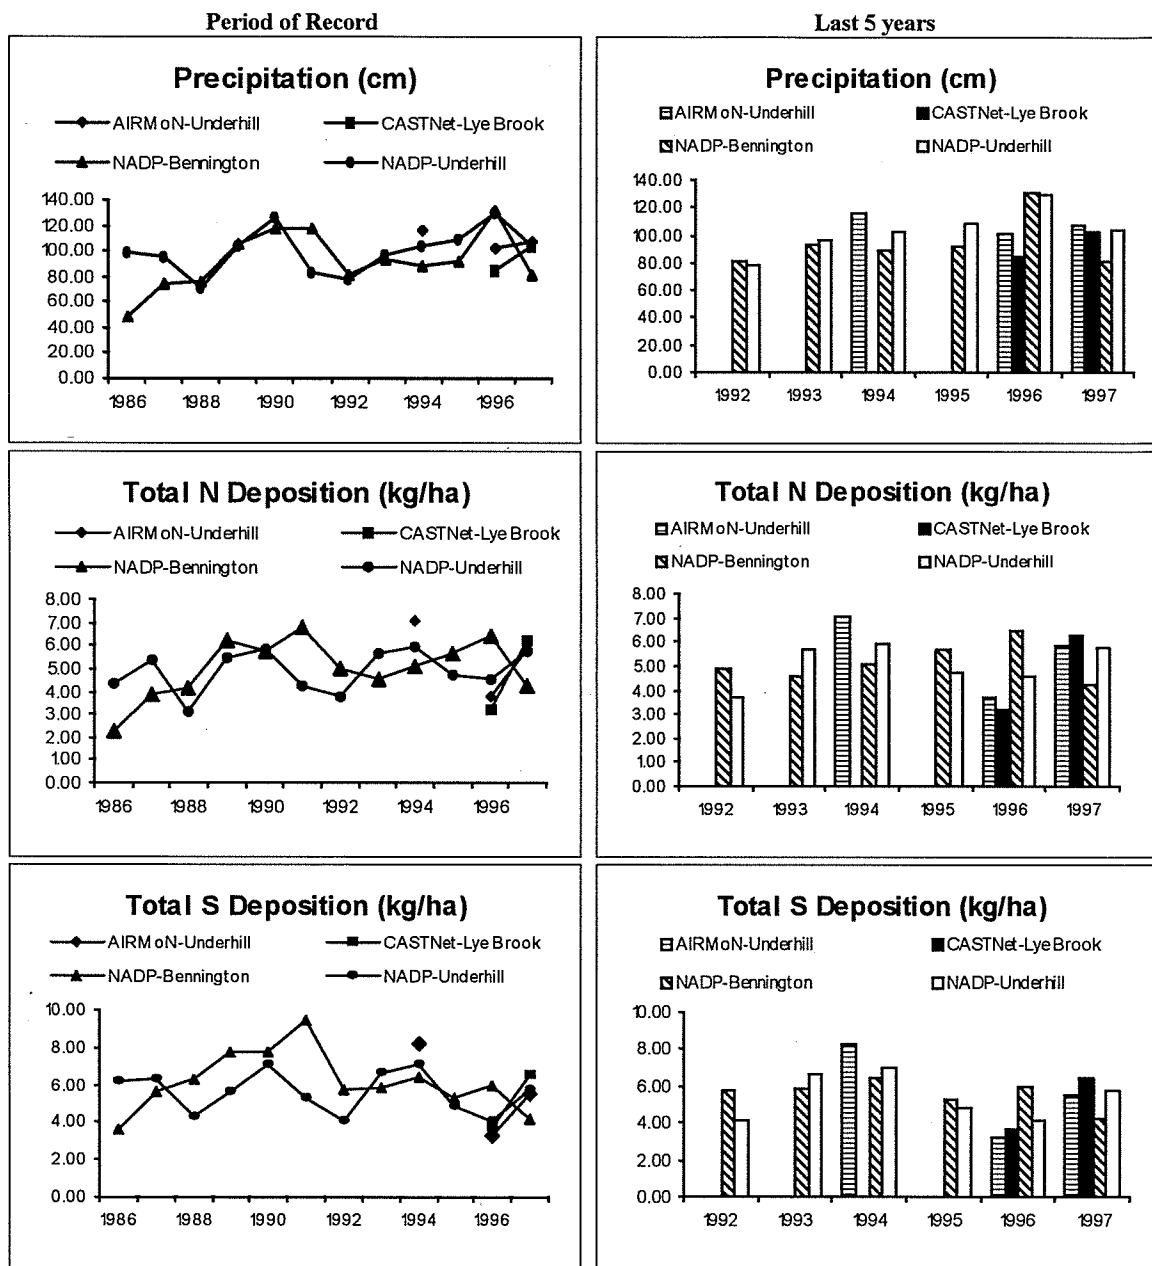 Period of Record
Last 5 years
Precipitation (cm)
AIRMoN-Underhill CASTNet-Lye Brook
NADP-Bennington NADP-Underhill
140.00
120.00
100.00
80.00
60.00
40.00
20.00
0.00
1986 1988 1990 1992 1994 1996
Precipitation (cm)
AIRMoN-Underhill CASTNet-Lye Brook
NADP-Bennington NADP-Underhill
140.00
120.00
100.00
80.00
60.00
40.00
20.00
0.00
1992 1993 1994 1995 1996 1997
Total N Deposition (kg/ha)
AIRMoN-Underhill CASTNet-Lye Brook
NADP-Bennington NADP-Underhill
8.00
7.00
6.00
5.00
4.00
3.00
2.00
1.00
0.00
1986 1988 1990 1992 1994 1996
Total N Deposition (kg/ha)
AIRMoN-Underhill CASTNet-Lye Brook
NADP-Bennington NADP-Underhill
8.00
7.00
6.00
5.00
4.00
3.00
2.00
1.00
0.00
1992 1993 1994 1995 1996 1997
Total S Deposition (kg/ha)
AIRMoN-Underhill CASTNet-Lye Brook
NADP-Bennington NADP-Underhill
10.00
8.00
6.00
4.00
2.00
0.00
1986 1988 1990 1992 1994 1996
Total S Deposition (kg/ha)
AIRMoN-Underhill CASTNet-Lye Brook
NADP-Bennington NADP-Underhill
10.00
8.00
6.00
4.00
2.00
0.00
1992 1993 1994 1995 1996 1997